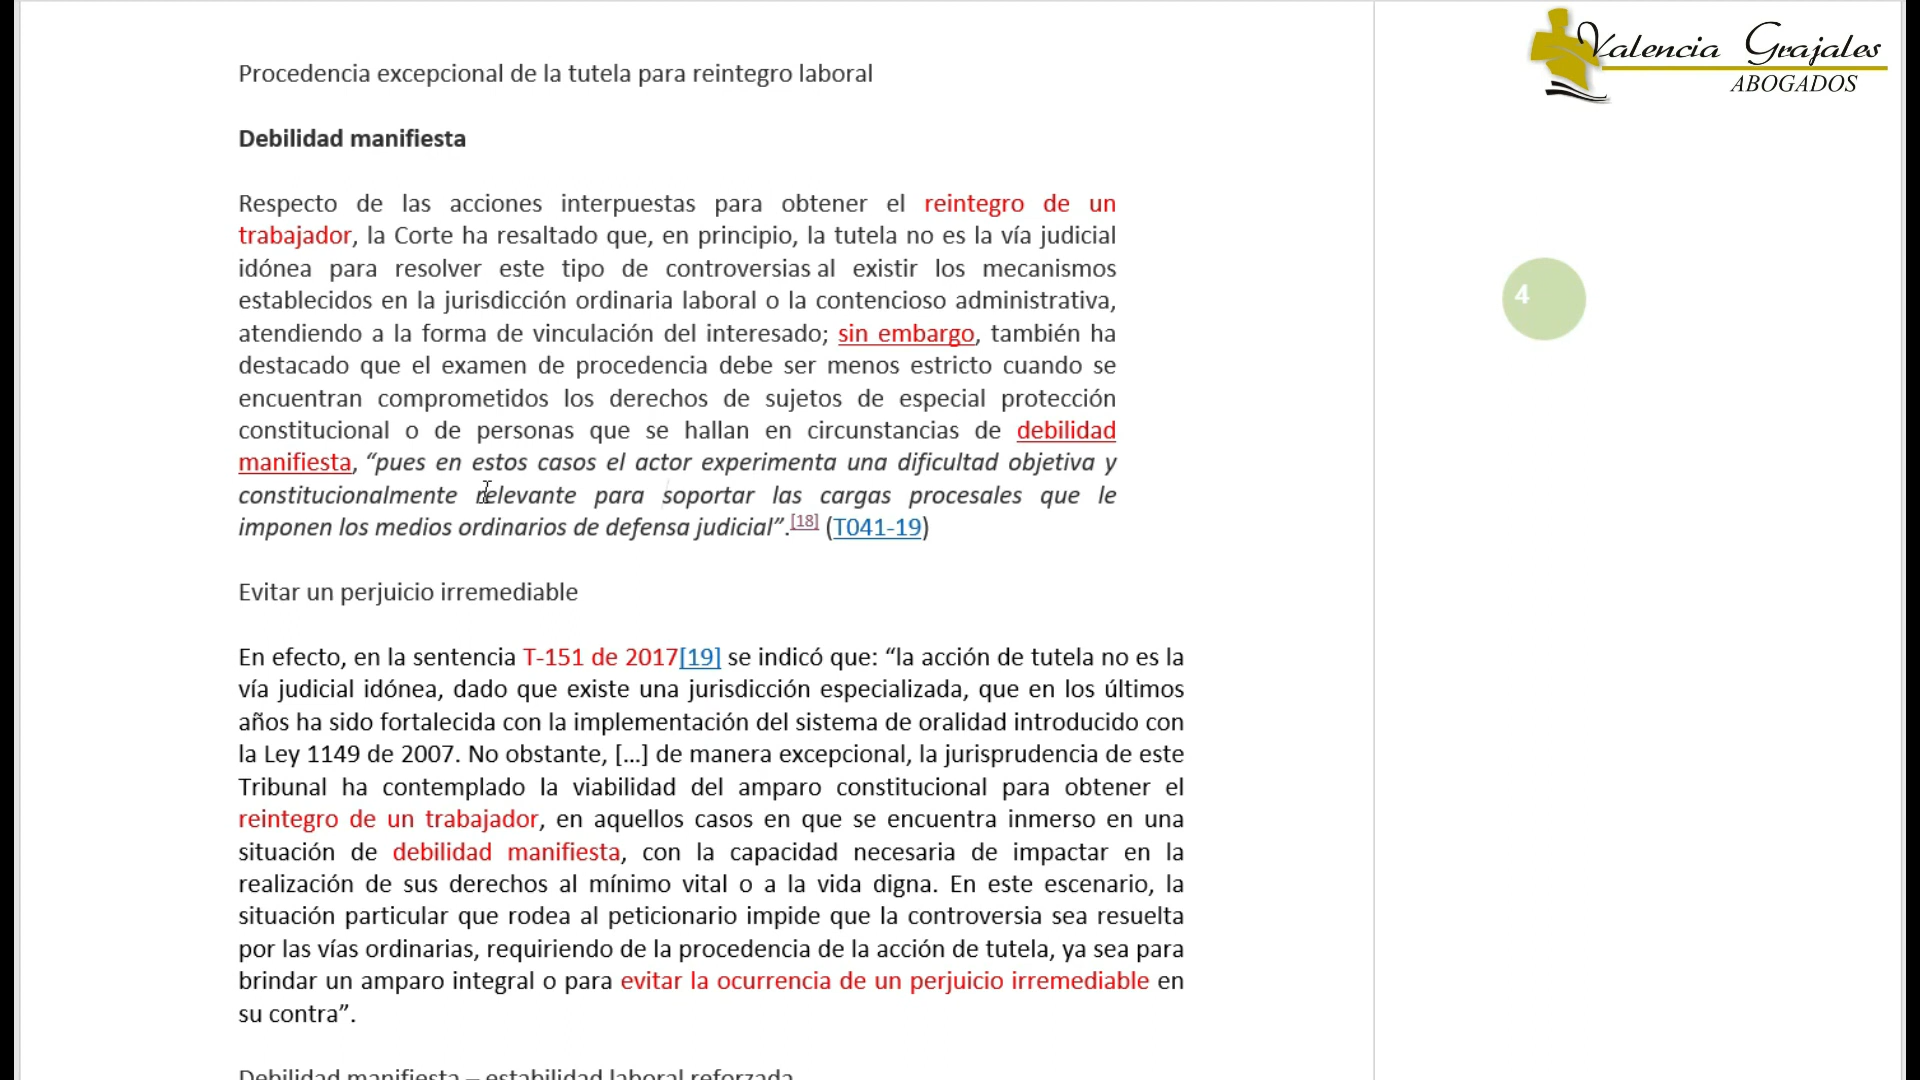 Valencia Grajales
ABOGADOS
Procedencia excepcional de la tutela para reintegro laboral
Debilidad manifiesta
Respecto de las acciones interpuestas para obtener el reintegro de un
trabajador, la Corte ha resaltado que, en principio, la tutela no es la vía judicial
idónea para resolver este tipo de controversias al existir los mecanismos
establecidos en la jurisdicción ordinaria laboral o la contencioso administrativa,
atendiendo a la forma de vinculación del interesado; sin embargo, también ha
destacado que el examen de procedencia debe ser menos estricto cuando se
encuentran comprometidos los derechos de sujetos de especial protección
constitucional o de personas que se hallan en circunstancias de debilidad
manifiesta, “pues en estos casos el actor experimenta una dificultad objetiva y
constitucionalmente relevante para soportar las cargas procesales que le
imponen los medios ordinarios de defensa judicial”.[18] (T041-19)
4
Evitar un perjuicio irremediable
En efecto, en la sentencia T-151 de 2017[19] se indicó que: “la acción de tutela no es la
vía judicial idónea, dado que existe una jurisdicción especializada, que en los últimos
años ha sido fortalecida con la implementación del sistema de oralidad introducido con
la Ley 1149 de 2007. No obstante, [...] de manera excepcional, la jurisprudencia de este
Tribunal ha contemplado la viabilidad del amparo constitucional para obtener el
reintegro de un trabajador, en aquellos casos en que se encuentra inmerso en una
situación de debilidad manifiesta, con la capacidad necesaria de impactar en la
realización de sus derechos al mínimo vital o a la vida digna. En este escenario, la
situación particular que rodea al peticionario impide que la controversia sea resuelta
por las vías ordinarias, requiriendo de la procedencia de la acción de tutela, ya sea para
brindar un amparo integral o para evitar la ocurrencia de un perjuicio irremediable en
su contra”.
Debilidad manifiesta – estabilidad laboral reforzada